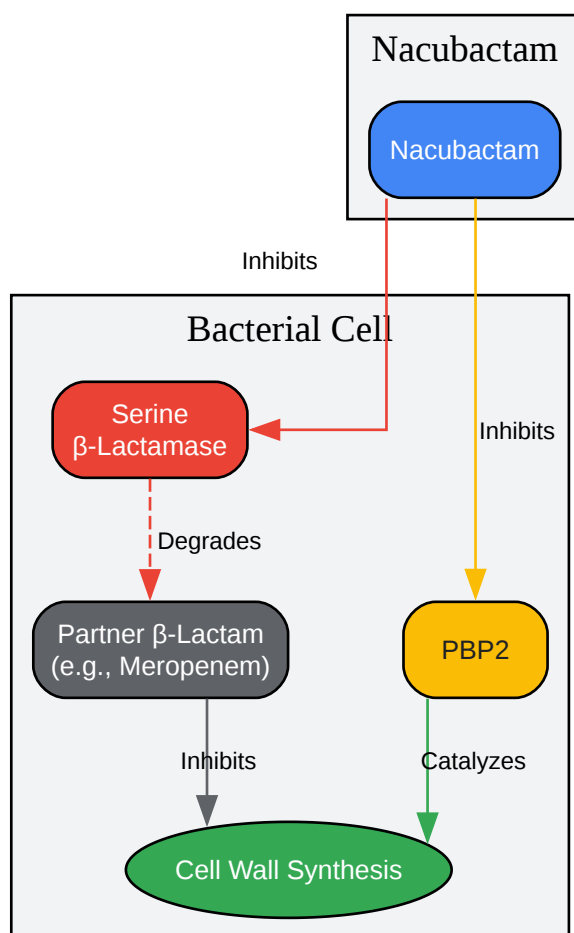 Nacubactam
Nacubactam
Inhibits
Bacterial Cell
Serine
β-Lactamase
Inhibits
Degrades
Partner β-Lactam
(e.g., Meropenem)
PBP2
Inhibits
Catalyzes
Cell Wall Synthesis